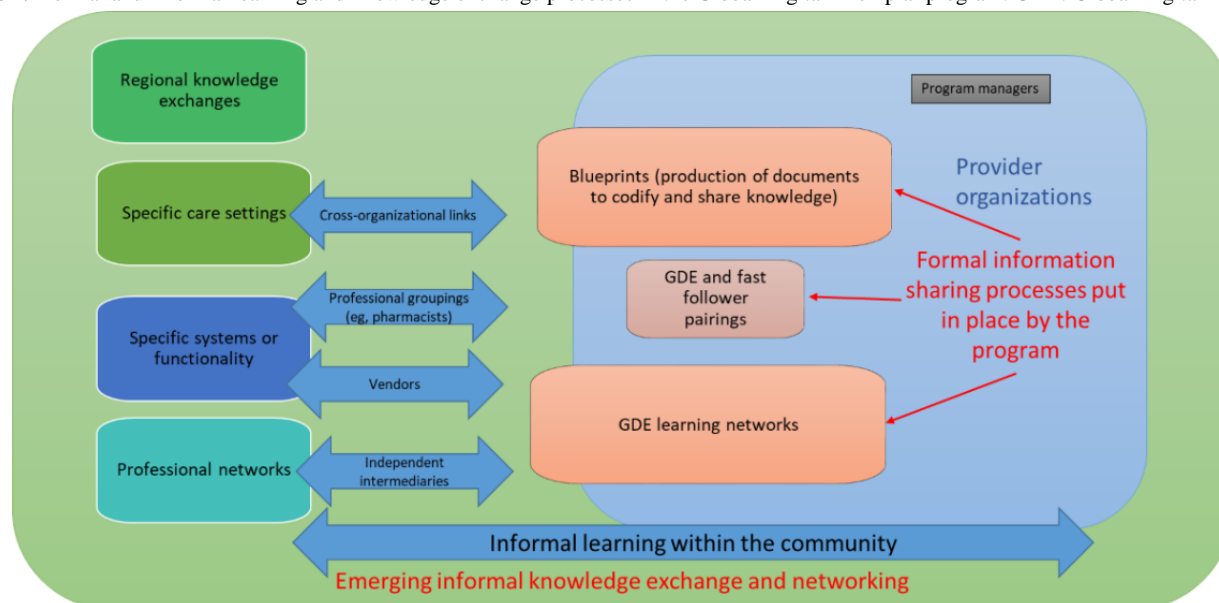 Regional knowledge
exchanges
Program managers
Blueprints (production of documents
to codify and share knowledge)
Provider
organizations
Specific care settings
Cross-organizational links
Formal information
sharing processes put
in place by the
program
GDE and fast
follower
pairings
Professional groupings
(eg, pharmacists)
Specific systems or
functionality
Vendors
GDE learning networks
Professional networks
Independent
intermediaries
Informal learning within the community
Emerging informal knowledge exchange and networking